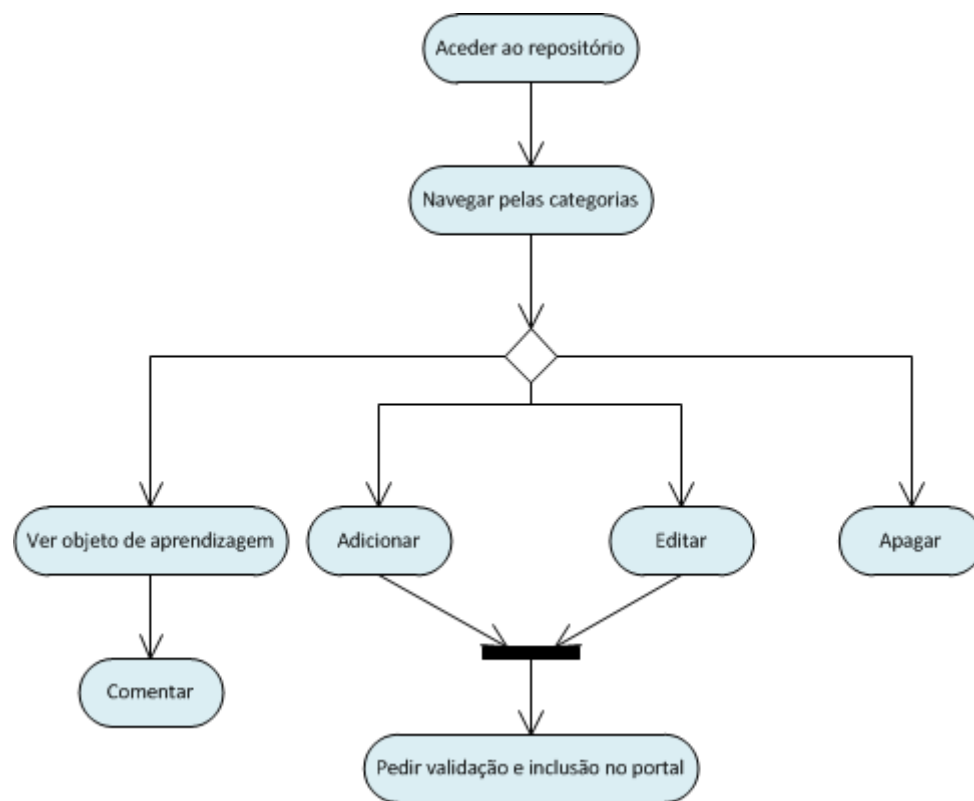 Aceder ao repositório
Navegar pelas categorias
Ver objeto de aprendizagem
Adicionar
Editar
Apagar
Comentar
Pedir validação e inclusão no portal